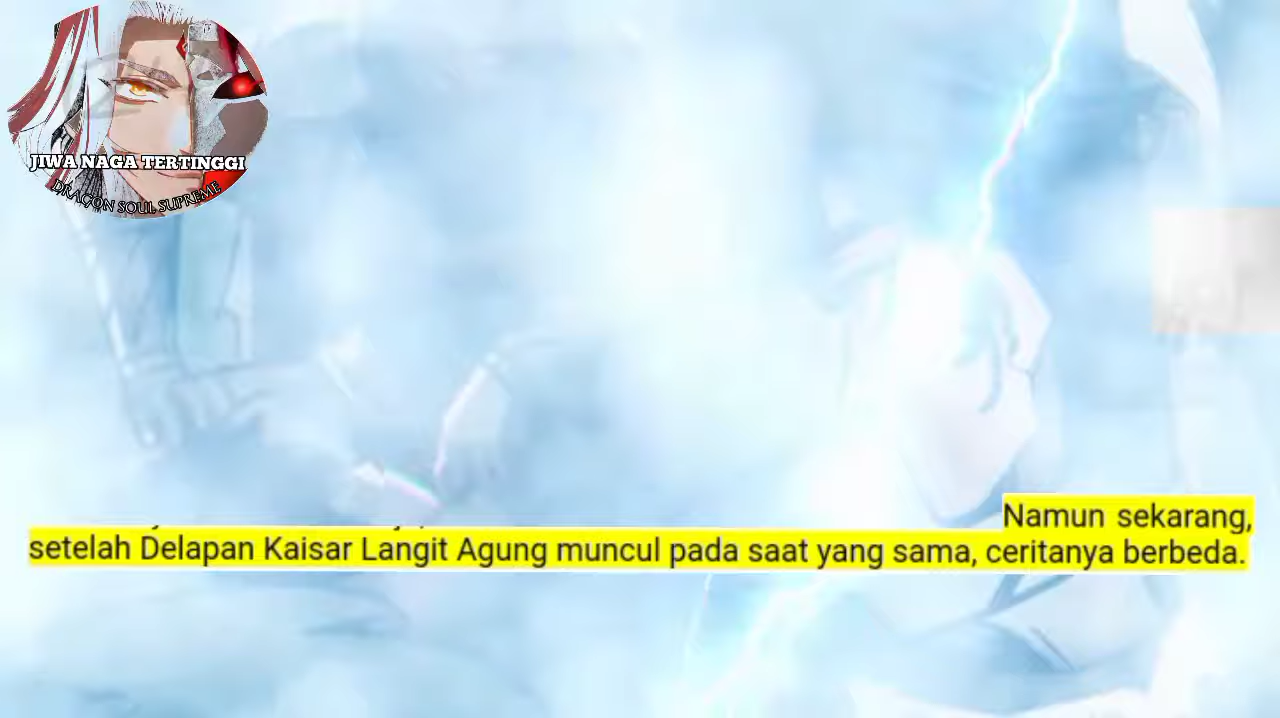 JIWA NAGA TERTINGGI
DRAGON SOUL SUPREME
Namun sekarang,
setelah Delapan Kaisar Langit Agung muncul pada saat yang sama, ceritanya berbeda.